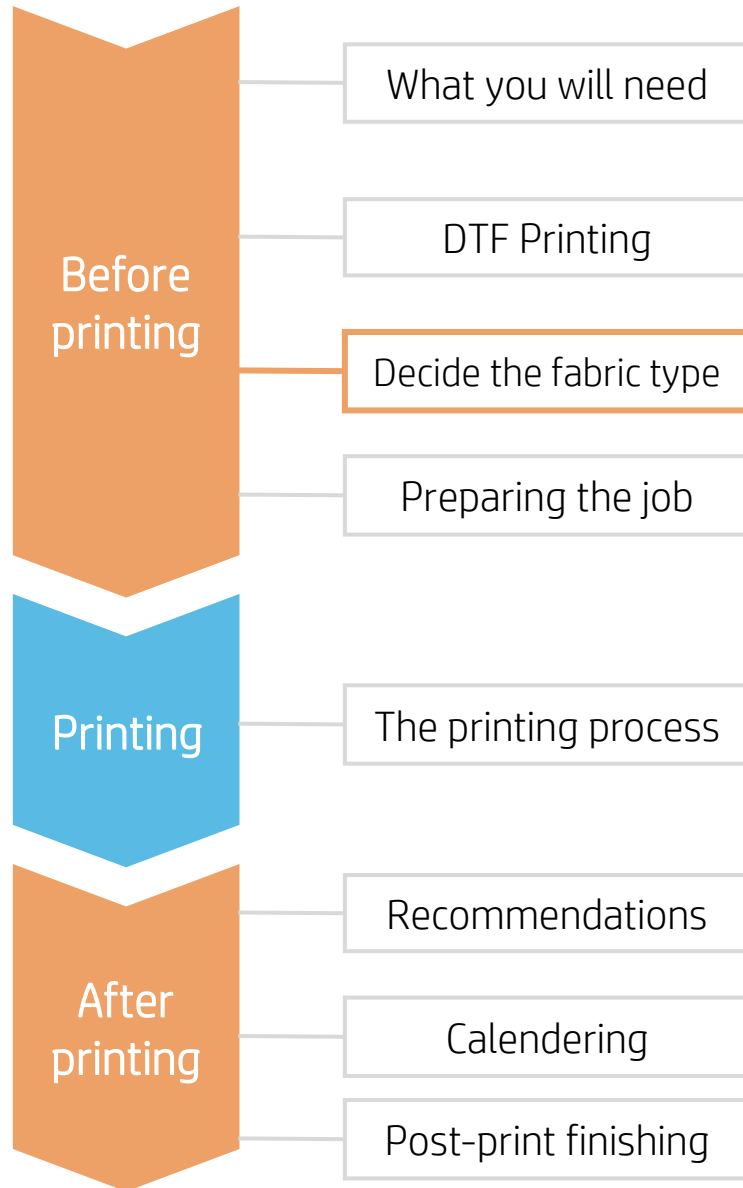 What you will need
DTF Printing
Before
printing
Decide the fabric type
Preparing the job
Printing
The printing process
Recommendations
After
printing
Calendering
Post-print finishing